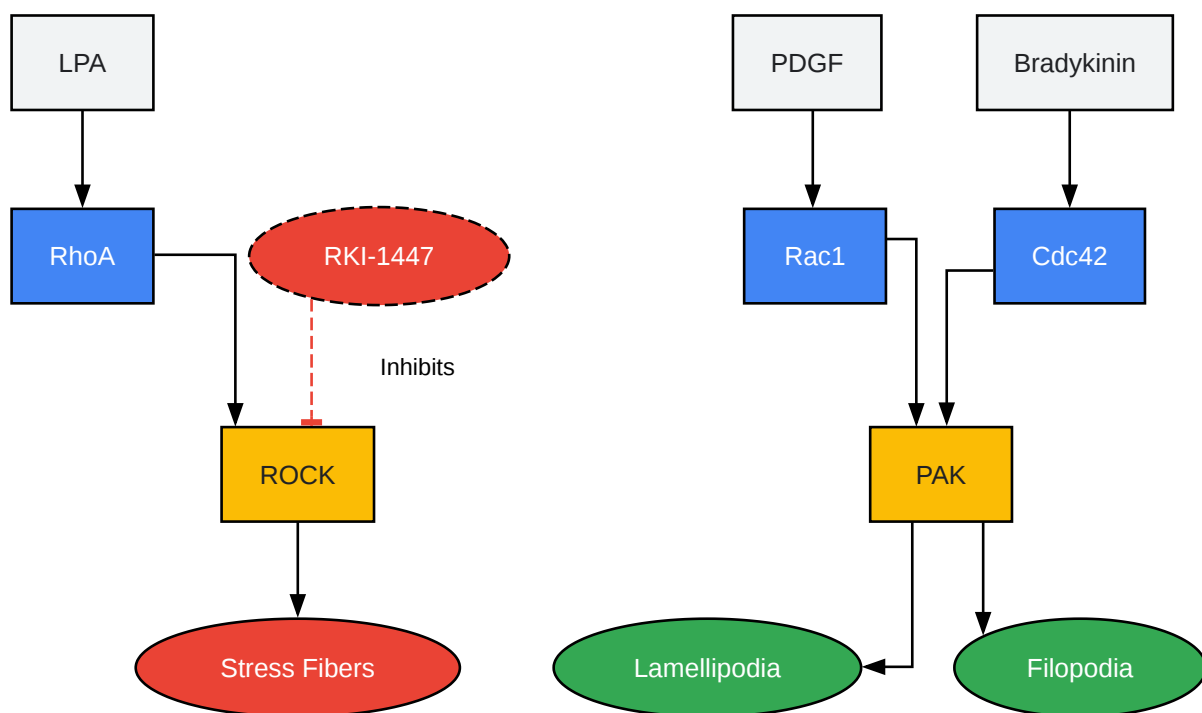 LPA
PDGF
Bradykinin
RhoA
RKI-1447
Rac1
Cdc42
Inhibits
ROCK
PAK
Stress Fibers
Lamellipodia
Filopodia